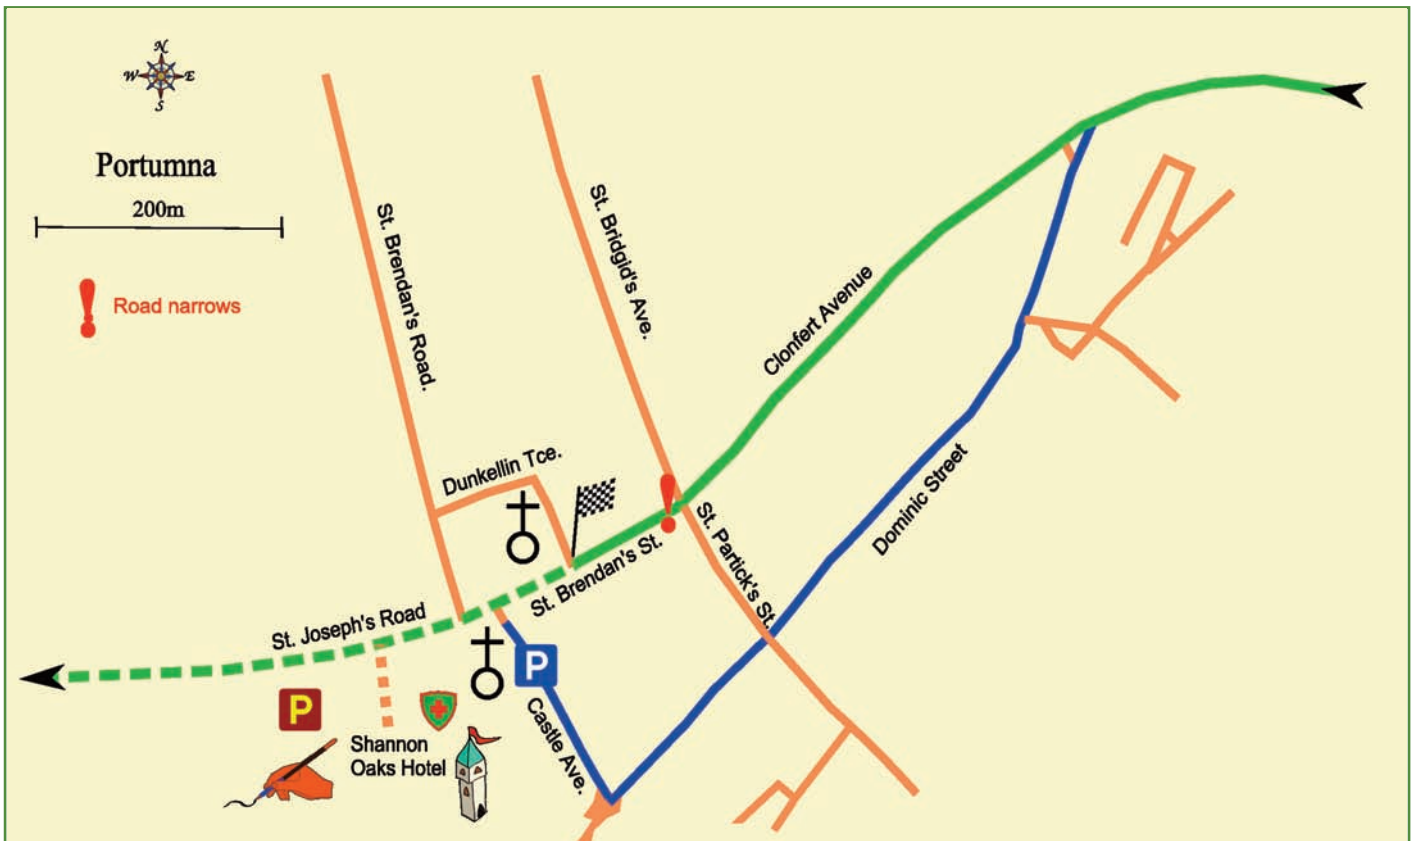 N
W E
S
Portumna
200m
Road narrows
St. Brendan's Road.
St. Bridgid's Ave.
Clonfert Avenue
Dunkellin Tce.
St. Brendan's St.
St. Partick's St.
Dominic Street
St. Joseph's Road
P
P
Castle Ave.
Shannon
Oaks Hotel